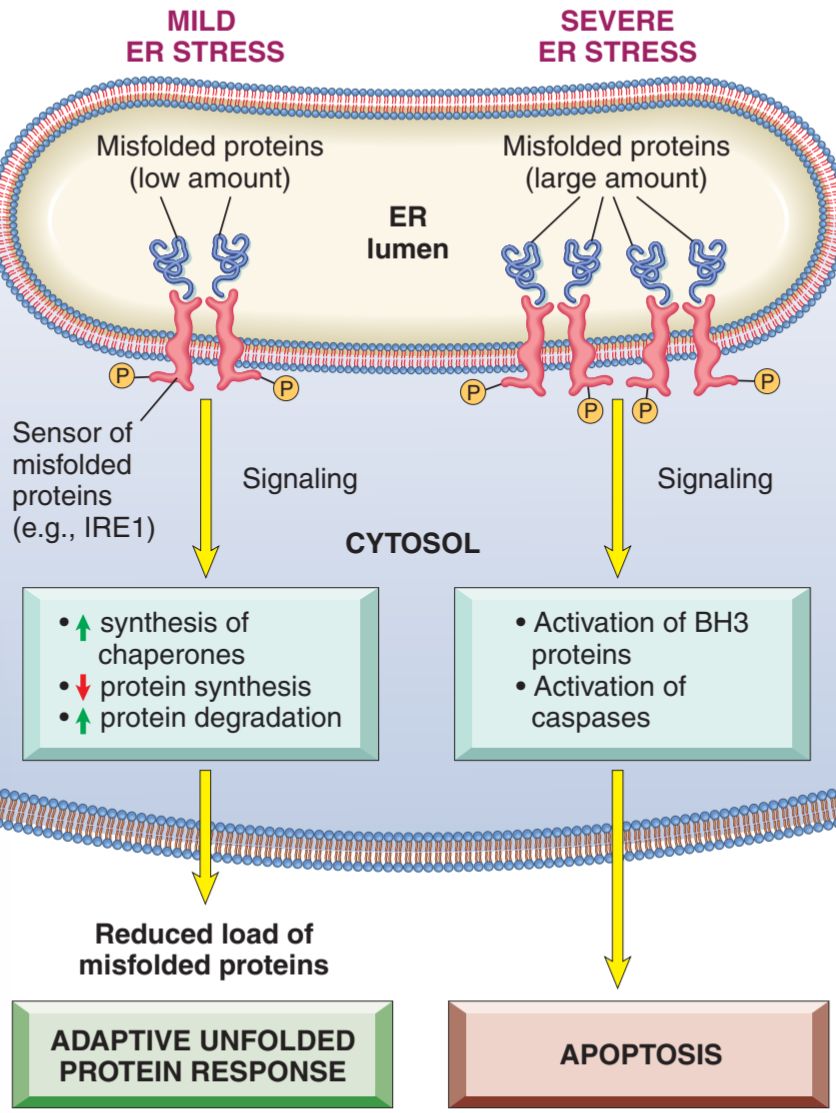 MILD
ER STRESS
SEVERE
ER STRESS
Misfolded proteins
(low amount)
Misfolded proteins
(large amount)
ER
lumen
P
P
P
P
P
P
Sensor of
misfolded
proteins
(e.g., IRE1)
Signaling
Signaling
CYTOSOL
• ↑ synthesis of
chaperones
• ↓ protein synthesis
• ↑ protein degradation
• Activation of BH3
proteins
• Activation of
caspases
Reduced load of
misfolded proteins
ADAPTIVE UNFOLDED
PROTEIN RESPONSE
APOPTOSIS